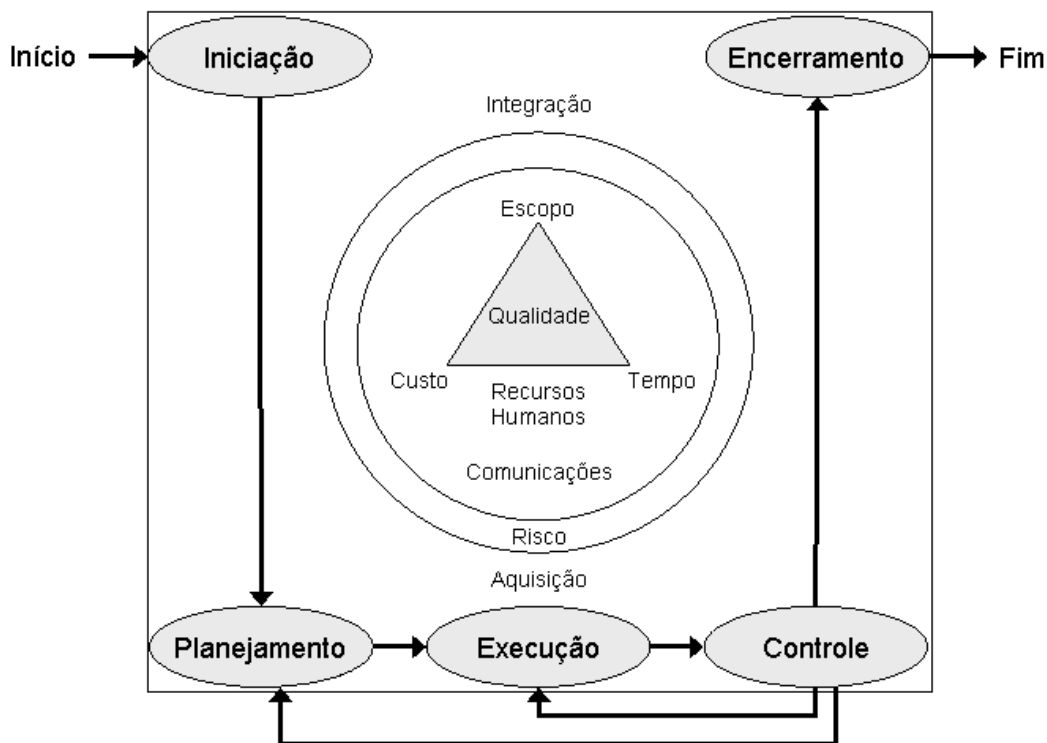 Início
Iniciação
Encerramento
Fim
Integração
Escopo
Qualidade
Custo
Tempo
Recursos
Humanos
Comunicações
Risco
Aquisição
Planejamento
Execução
Controle